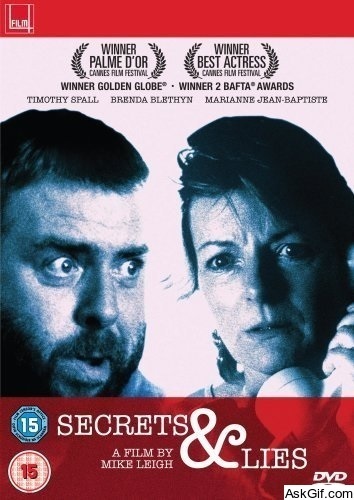 FILM
WINNER
PALME D'OR
CANNES FILM FESTIVAL
WINNER
BEST ACTRESS
CANNES FILM FESTIVAL
WINNER GOLDEN GLOBE® • WINNER 2 BAFTA® AWARDS
TIMOTHY SPALL BRENDA BLETHYN MARIANNE JEAN-BAPTISTE
15
SECRETS
& LIES
A FILM BY
MIKE LEIGH
15
DVD
AskGif.com